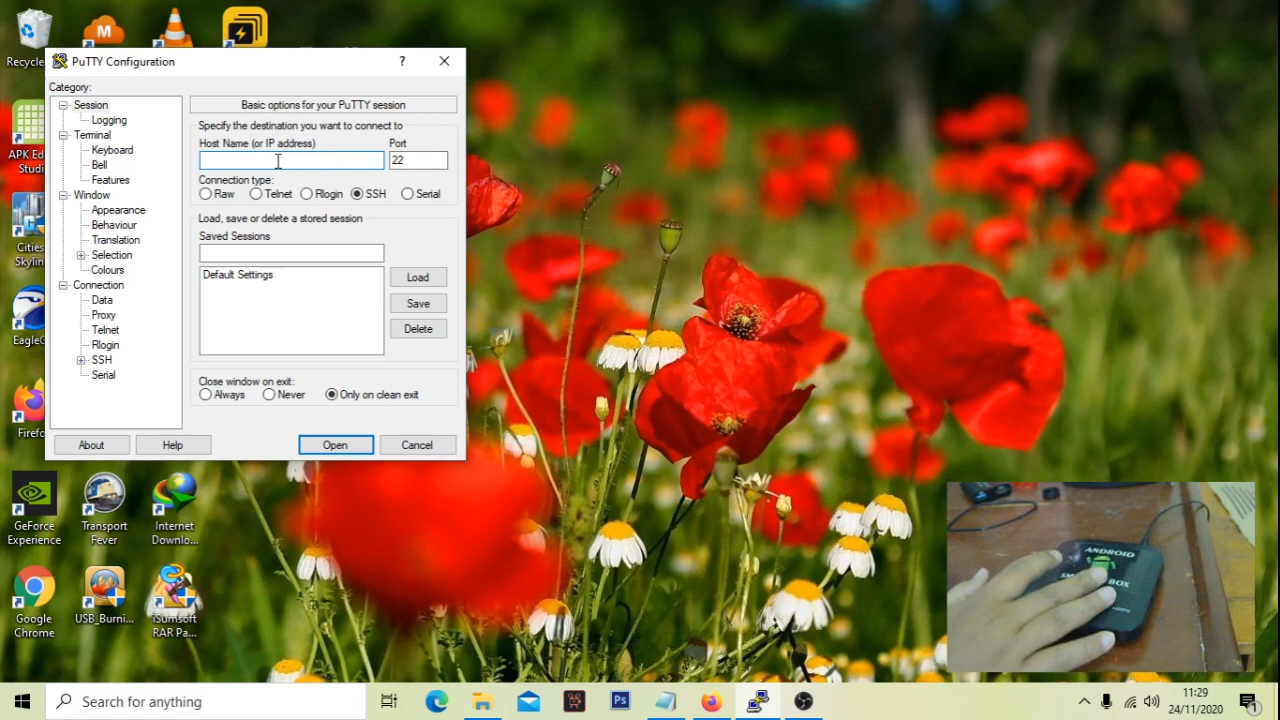 Recycle
PuTTY Configuration
?
Category:
Session
Logging
Terminal
Keyboard
Bell
Features
Window
Appearance
Behaviour
Translation
Selection
Colours
Connection
Data
Proxy
Telnet
Rlogin
SSH
Serial
Basic options for your PuTTY session
Specify the destination you want to connect to
Host Name (or IP address) Port
22
Connection type:
Raw Telnet Rlogin SSH Serial
Load, save or delete a stored session
Saved Sessions
Default Settings
Load
Save
Delete
Close window on exit:
Always Never Only on clean exit
About Help Open Cancel
APK Ed
Studi
Cities
Skylin
EagleG
Firefo
GeForce
Experience
Transport
Fever
Internet
Downlo...
Google
Chrome
USB_Burni...
iSumsoft
RAR Pa...
ANDROID
BOX
Search for anything
Ps
11:29
24/11/2020
1